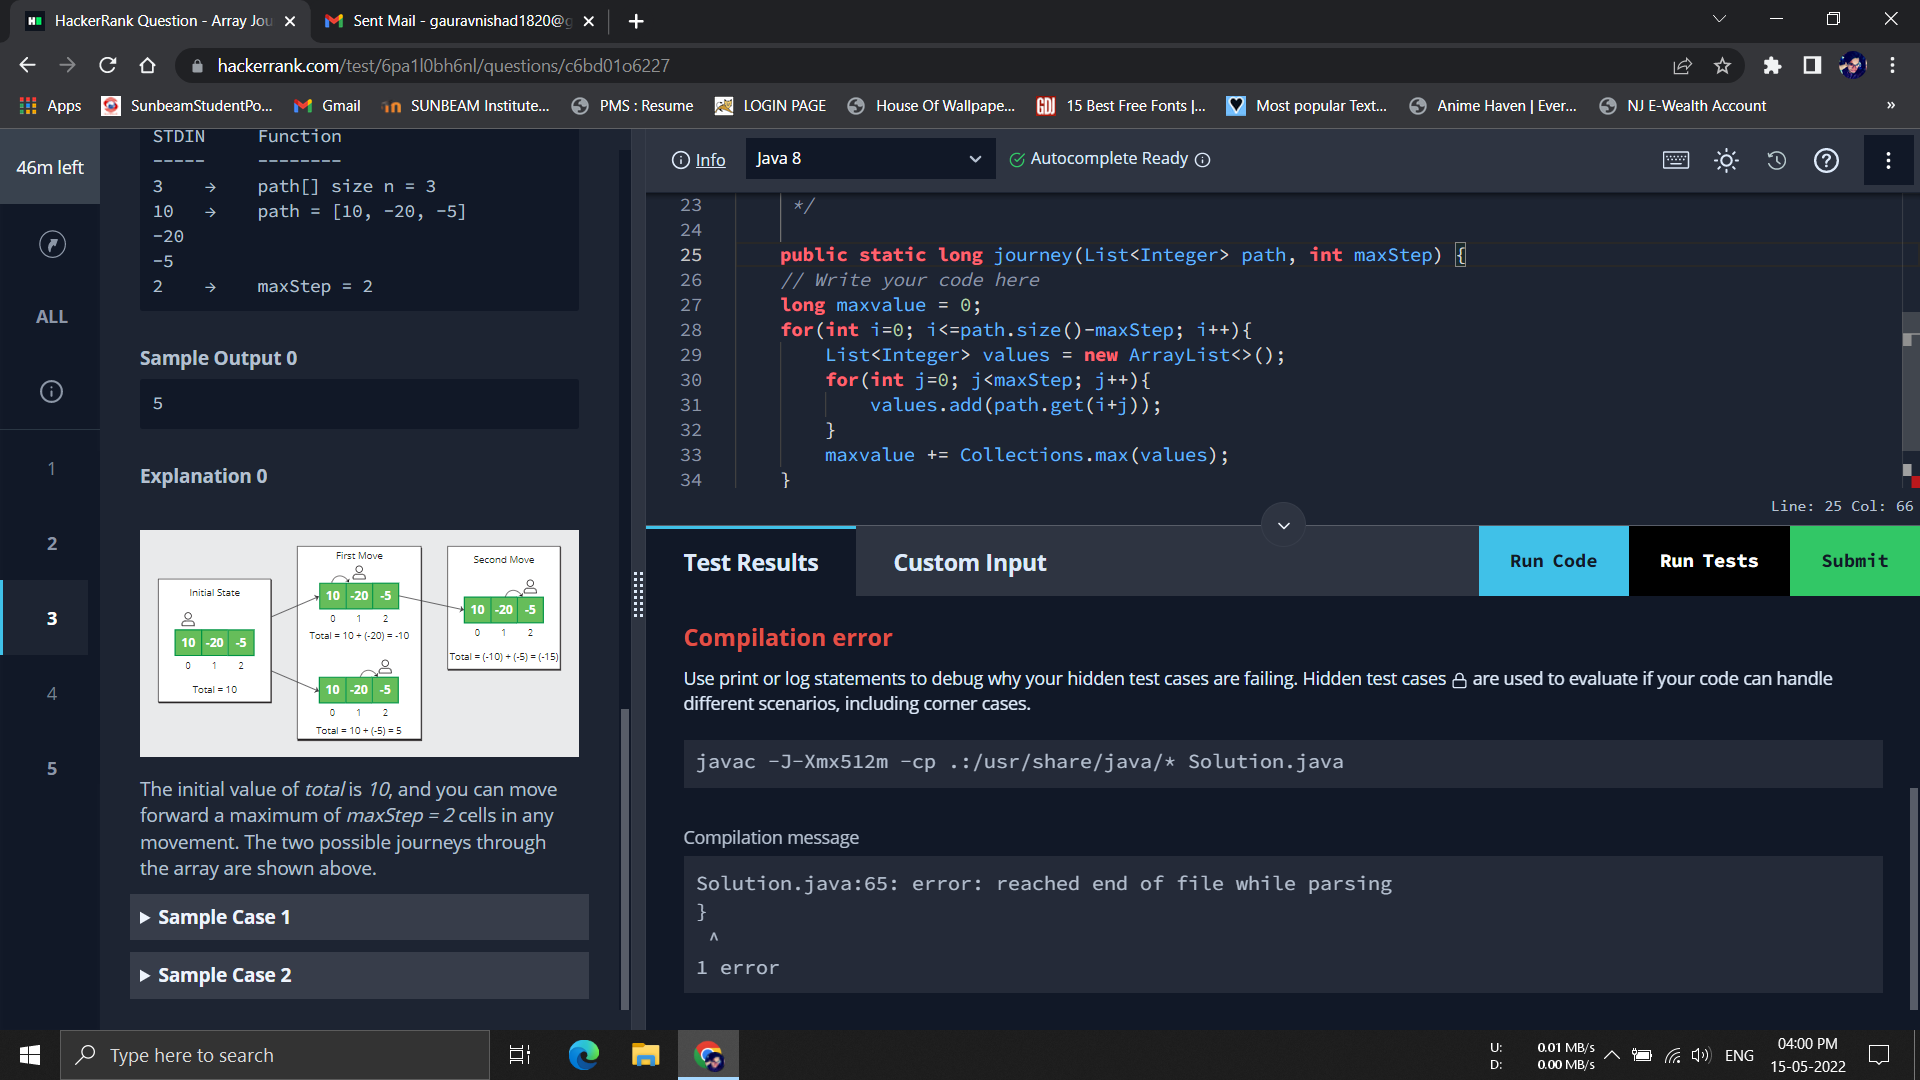 HackerRank Question - Array Jou
Sent Mail - gauravnishad1820@g
hackerrank.com/test/6pa1l0bh6nl/questions/c6bd01o6227
Apps
SunbeamStudentPo...
Gmail
SUNBEAM Institute...
PMS : Resume
LOGIN PAGE
House Of Wallpape...
GDJ
15 Best Free Fonts |...
Most popular Text...
Anime Haven | Ever...
NJ E-Wealth Account
»
46m left
ALL
1
2
3
4
5
STDIN Function
----- --------
3 → path[] size n = 3
10 → path = [10, -20, -5]
-20
-5
2 → maxStep = 2
Sample Output 0
5
Explanation 0
Initial State
10 -20 -5
0 1 2
Total = 10
First Move
10 -20 -5
0 1 2
Total = 10 + (-20) = -10
10 -20 -5
0 1 2
Total = 10 + (-5) = 5
Second Move
10 -20 -5
0 1 2
Total = (-10) + (-5) = (-15)
The initial value of total is 10, and you can move
forward a maximum of maxStep = 2 cells in any
movement. The two possible journeys through
the array are shown above.
Sample Case 1
Sample Case 2
Info
Java 8
Autocomplete Ready
23 */
24
25 public static long journey(List<Integer> path, int maxStep) {
26 // Write your code here
27 long maxvalue = 0;
28 for(int i=0; i<=path.size()-maxStep; i++){
29 List<Integer> values = new ArrayList<>();
30 for(int j=0; j<maxStep; j++){
31 values.add(path.get(i+j));
32 }
33 maxvalue += Collections.max(values);
34 }
Line: 25 Col: 66
Test Results
Custom Input
Run Code
Run Tests
Submit
Compilation error
Use print or log statements to debug why your hidden test cases are failing. Hidden test cases are used to evaluate if your code can handle
different scenarios, including corner cases.
javac -J-Xmx512m -cp .:/usr/share/java/* Solution.java
Compilation message
Solution.java:65: error: reached end of file while parsing
}
^
1 error
Type here to search
U: 0.01 MB/s
D: 0.00 MB/s
ENG
04:00 PM
15-05-2022